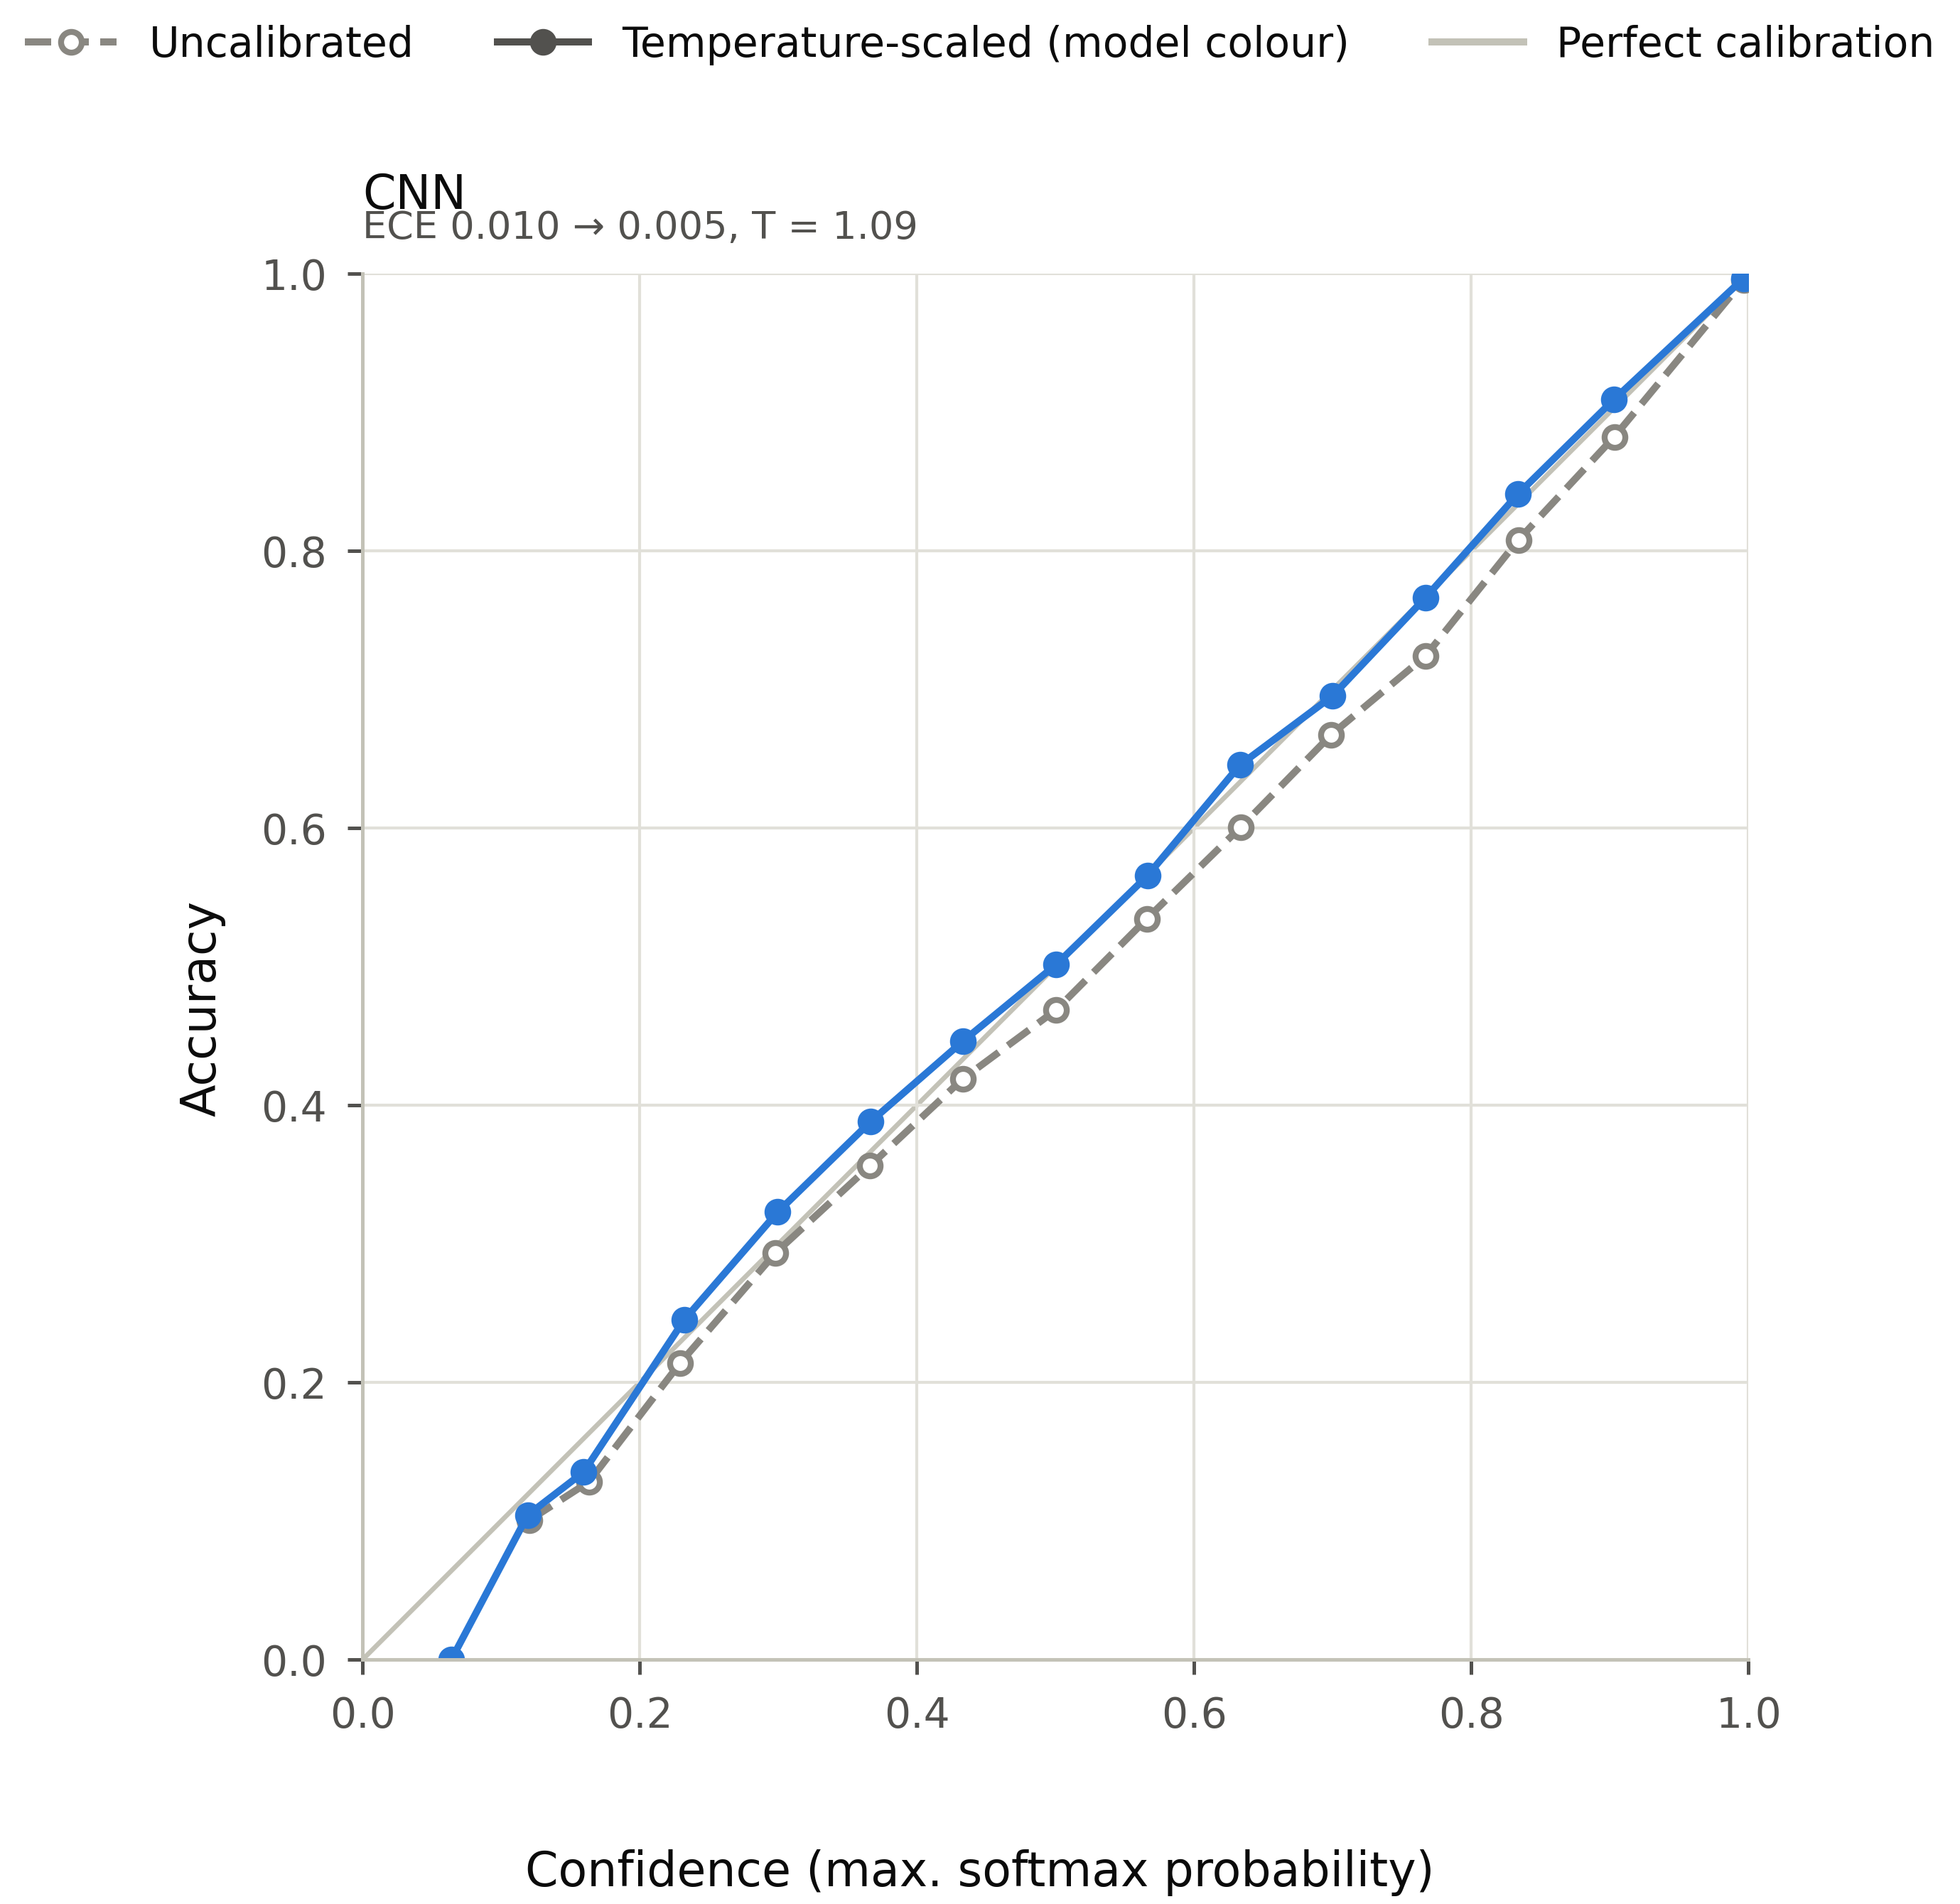 Uncalibrated Temperature-scaled (model colour) Perfect calibration
CNN
ECE 0.010 → 0.005, T = 1.09
1.0
0.8
0.6
0.4
0.2
0.0
Accuracy
0.0 0.2 0.4 0.6 0.8 1.0
Confidence (max. softmax probability)